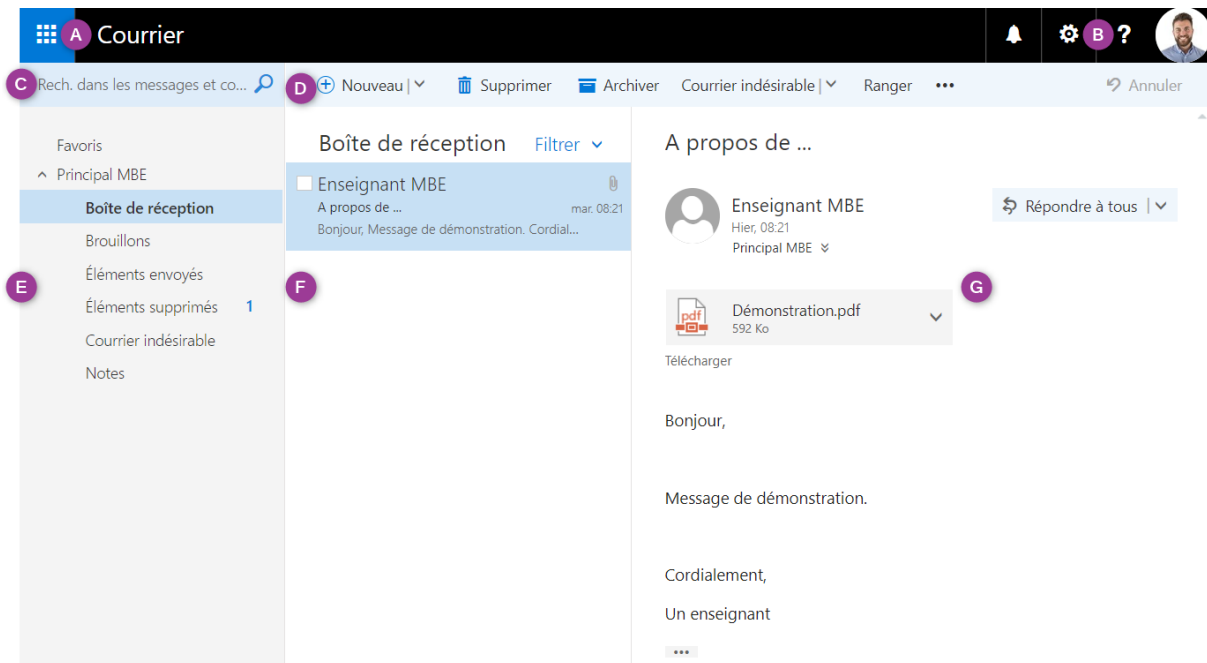 A Courrier B ?
C Rech. dans les messages et co... D Nouveau Supprimer Archiver Courrier indésirable Ranger ... Annuler
Favoris
Principal MBE
Boîte de réception
Brouillons
Éléments envoyés
E
Éléments supprimés 1
Courrier indésirable
Notes
Boîte de réception Filtrer
Enseignant MBE
A propos de ... mar. 08:21
Bonjour, Message de démonstration. Cordial...
F
A propos de ...
Enseignant MBE Répondre à tous
Hier, 08:21
Principal MBE
G
pdf Démonstration.pdf
592 Ko
Télécharger
Bonjour,
Message de démonstration.
Cordialement,
Un enseignant
...